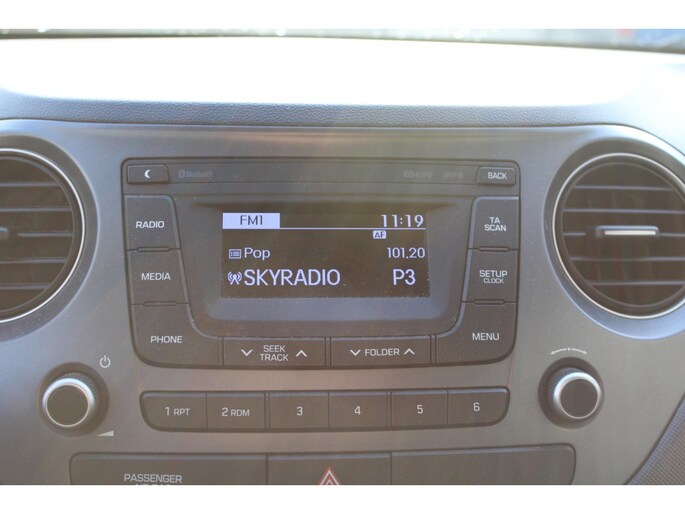 Bluetooth
BACK
RADIO
FM1
11:19
TA
SCAN
AF
Pop
101,20
MEDIA
SKYRADIO
P3
SETUP
CLOCK
PHONE
SEEK
TRACK
FOLDER
MENU
1 RPT
2 RDM
3
4
5
6
PASSENGER